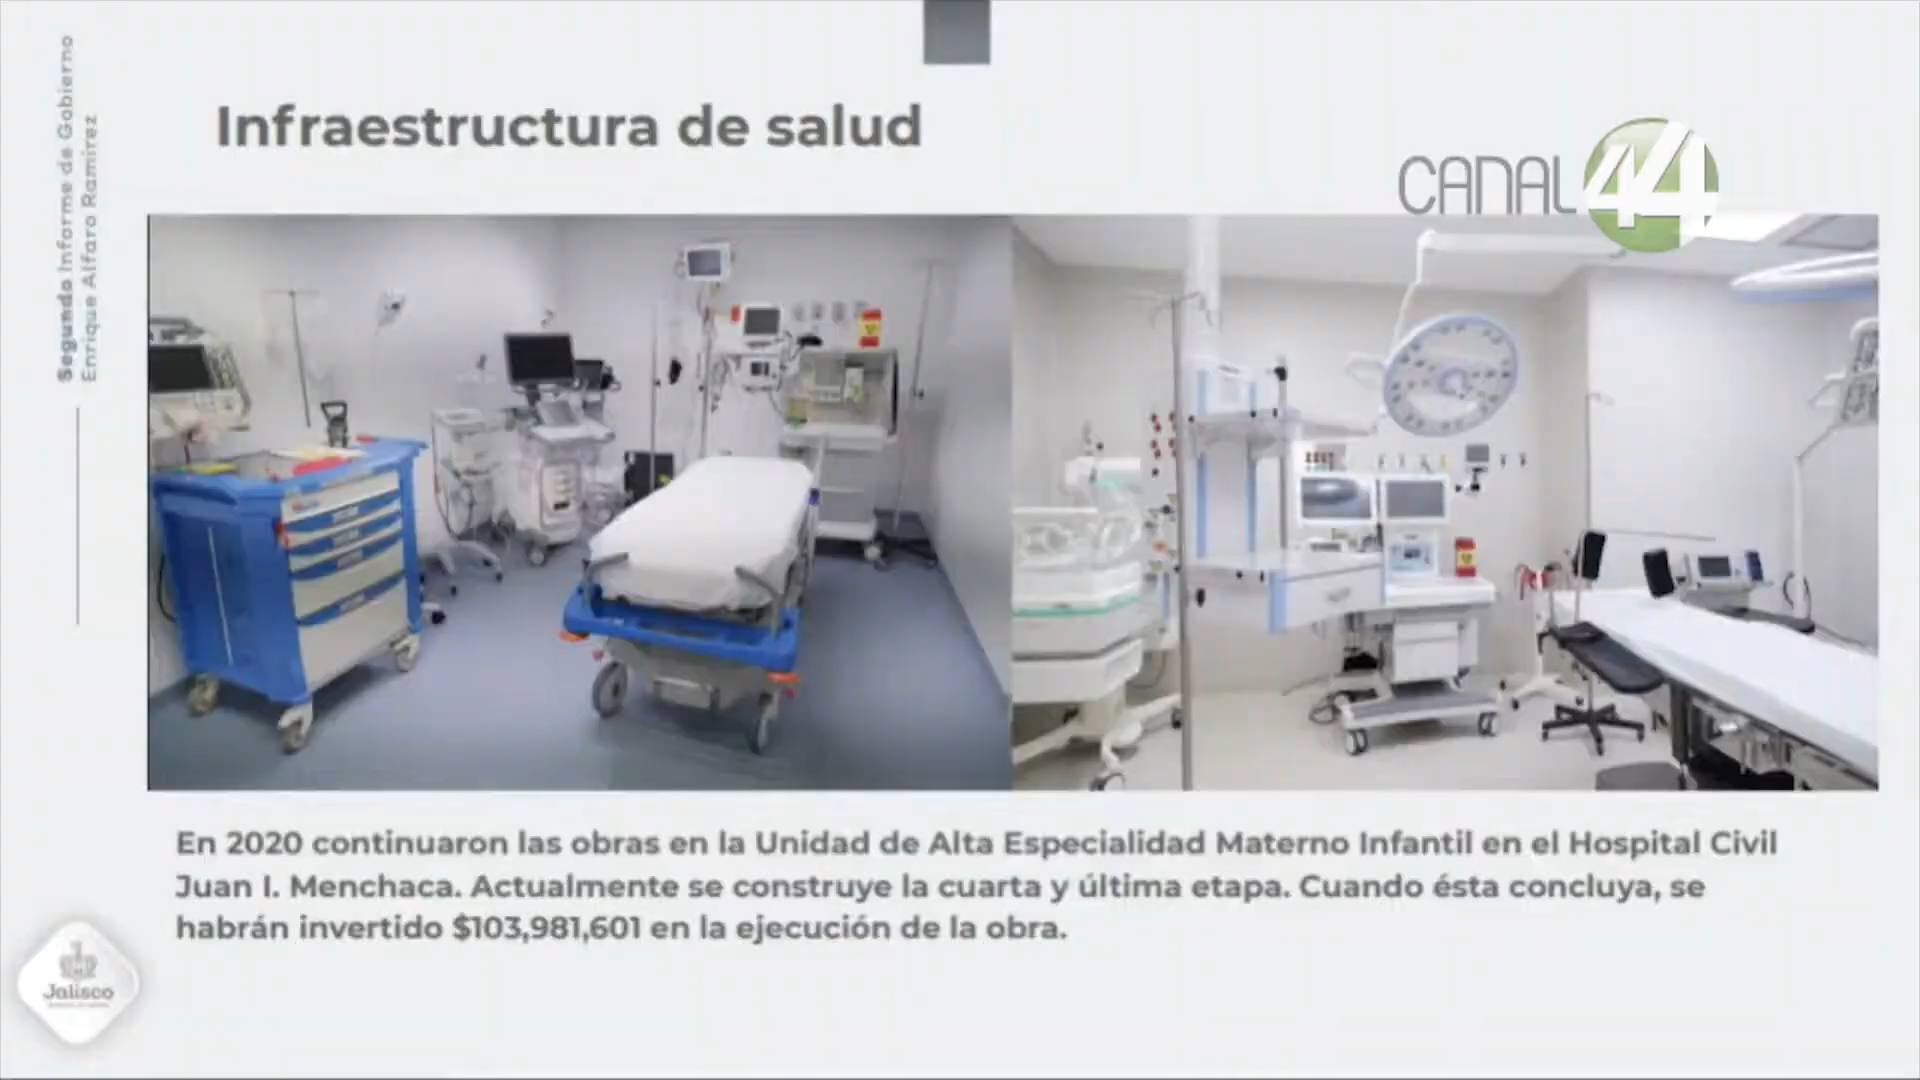 Segundo Informe de Gobierno
Enrique Alfaro Ramírez
Infraestructura de salud
CANAL 44
En 2020 continuaron las obras en la Unidad de Alta Especialidad Materno Infantil en el Hospital Civil
Juan I. Menchaca. Actualmente se construye la cuarta y última etapa. Cuando ésta concluya, se
habrán invertido $103,981,601 en la ejecución de la obra.
Jalisco